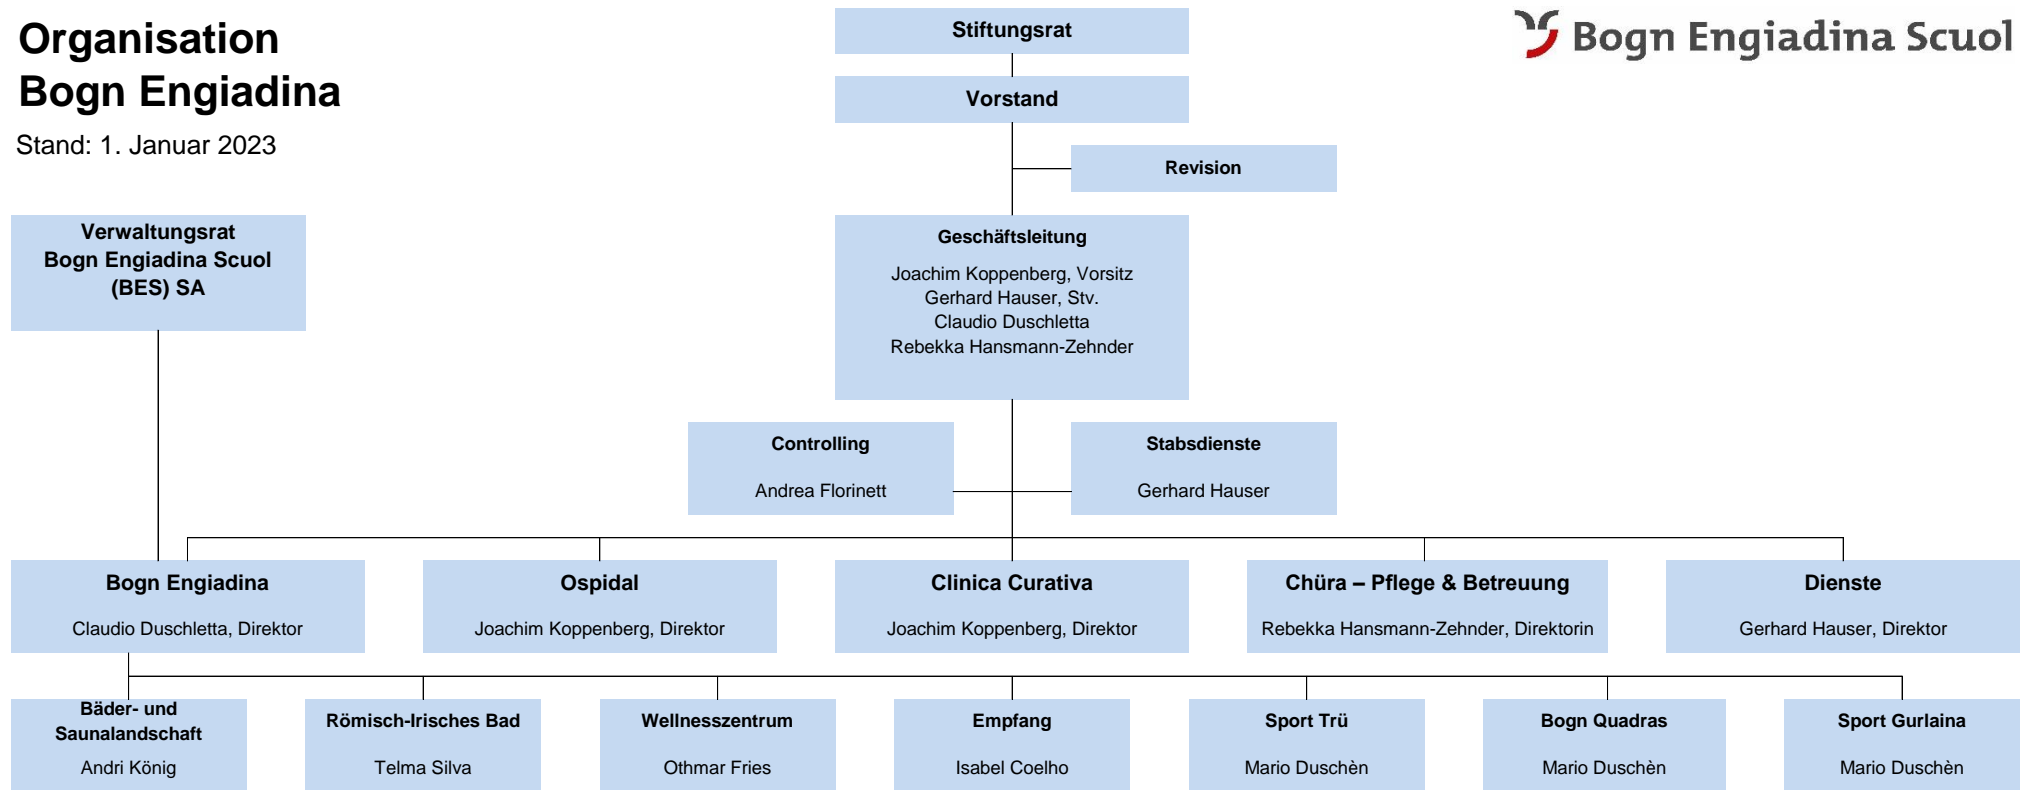 Organisation
Bogn Engiadina
Stand: 1. Januar 2023
Bogn Engiadina Scuol
Stiftungsrat
Vorstand
Revision
Verwaltungsrat
Bogn Engiadina Scuol
(BES) SA
Geschäftsleitung
Joachim Koppenberg, Vorsitz
Gerhard Hauser, Stv.
Claudio Duschletta
Rebekka Hansmann-Zehnder
Controlling
Andrea Florinett
Stabsdienste
Gerhard Hauser
Bogn Engiadina
Claudio Duschletta, Direktor
Ospidal
Joachim Koppenberg, Direktor
Clinica Curativa
Joachim Koppenberg, Direktor
Chüra – Pflege & Betreuung
Rebekka Hansmann-Zehnder, Direktorin
Dienste
Gerhard Hauser, Direktor
Bäder- und
Saunalandschaft
Andri König
Römisch-Irisches Bad
Telma Silva
Wellnesszentrum
Othmar Fries
Empfang
Isabel Coelho
Sport Trü
Mario Duschèn
Bogn Quadras
Mario Duschèn
Sport Gurlaina
Mario Duschèn